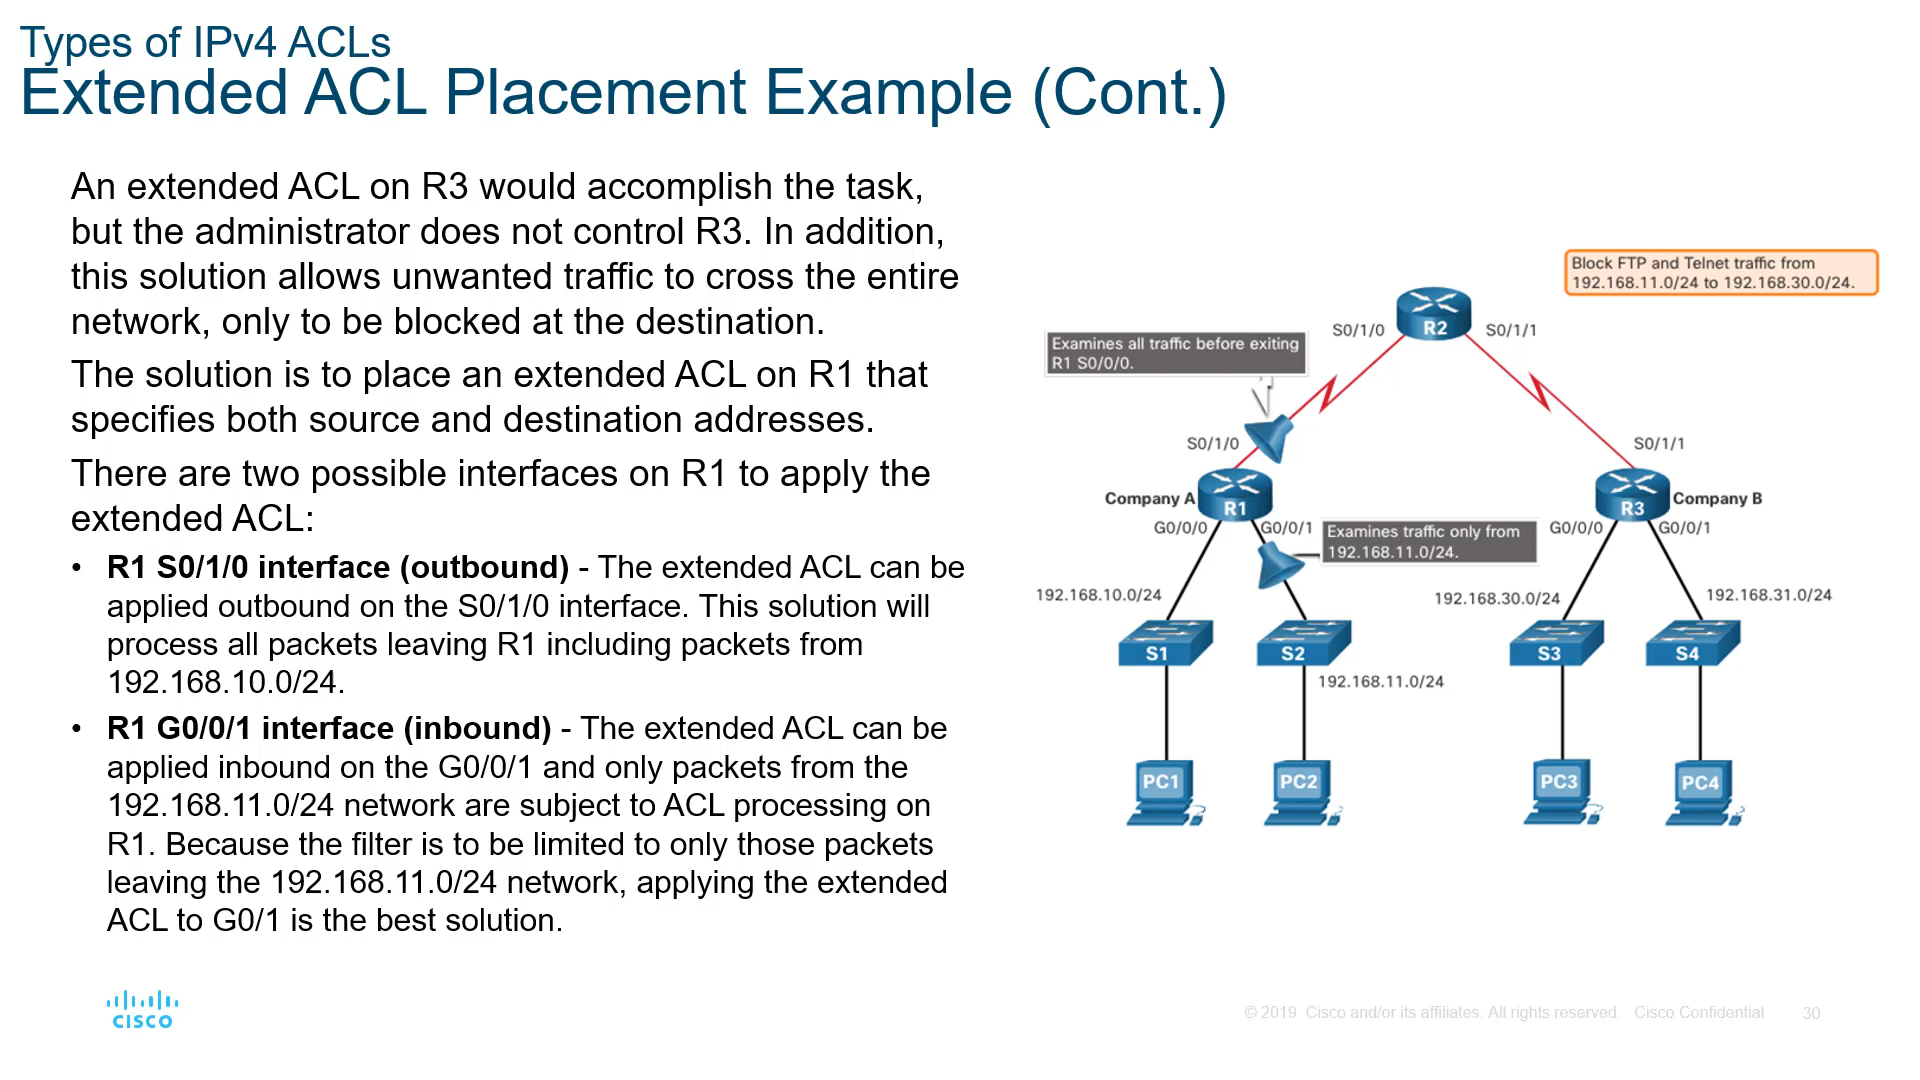 Types of IPv4 ACLs
Extended ACL Placement Example (Cont.)
An extended ACL on R3 would accomplish the task,
but the administrator does not control R3. In addition,
this solution allows unwanted traffic to cross the entire
network, only to be blocked at the destination.
The solution is to place an extended ACL on R1 that
specifies both source and destination addresses.
There are two possible interfaces on R1 to apply the
extended ACL:
• R1 S0/1/0 interface (outbound) - The extended ACL can be
applied outbound on the S0/1/0 interface. This solution will
process all packets leaving R1 including packets from
192.168.10.0/24.
• R1 G0/0/1 interface (inbound) - The extended ACL can be
applied inbound on the G0/0/1 and only packets from the
192.168.11.0/24 network are subject to ACL processing on
R1. Because the filter is to be limited to only those packets
leaving the 192.168.11.0/24 network, applying the extended
ACL to G0/1 is the best solution.
Block FTP and Telnet traffic from
192.168.11.0/24 to 192.168.30.0/24.
S0/1/0
R2
S0/1/1
Examines all traffic before exiting
R1 S0/0/0.
S0/1/0
S0/1/1
Company A
R1
R3
Company B
G0/0/0
G0/0/1
Examines traffic only from
192.168.11.0/24.
G0/0/0
G0/0/1
192.168.10.0/24
192.168.30.0/24
192.168.31.0/24
S1
S2
S3
S4
192.168.11.0/24
PC1
PC2
PC3
PC4
CISCO
© 2019 Cisco and/or its affiliates. All rights reserved. Cisco Confidential
30